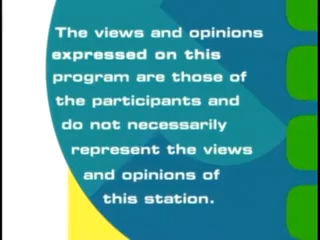 The views and opinions
expressed on this
program are those of
the participants and
do not necessarily
represent the views
and opinions of
this station.